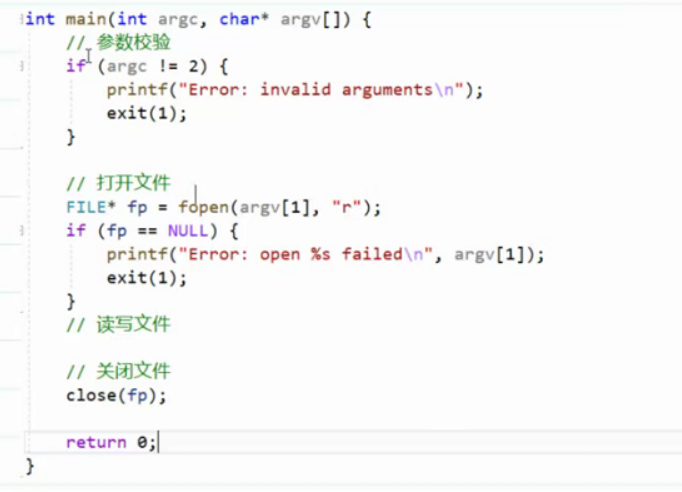 int main(int argc, char* argv[]) {
// 参数校验
if (argc != 2) {
printf("Error: invalid arguments\n");
exit(1);
}
// 打开文件
FILE* fp = fopen(argv[1], "r");
if (fp == NULL) {
printf("Error: open %s failed\n", argv[1]);
exit(1);
}
// 读写文件
// 关闭文件
close(fp);
return 0;
}